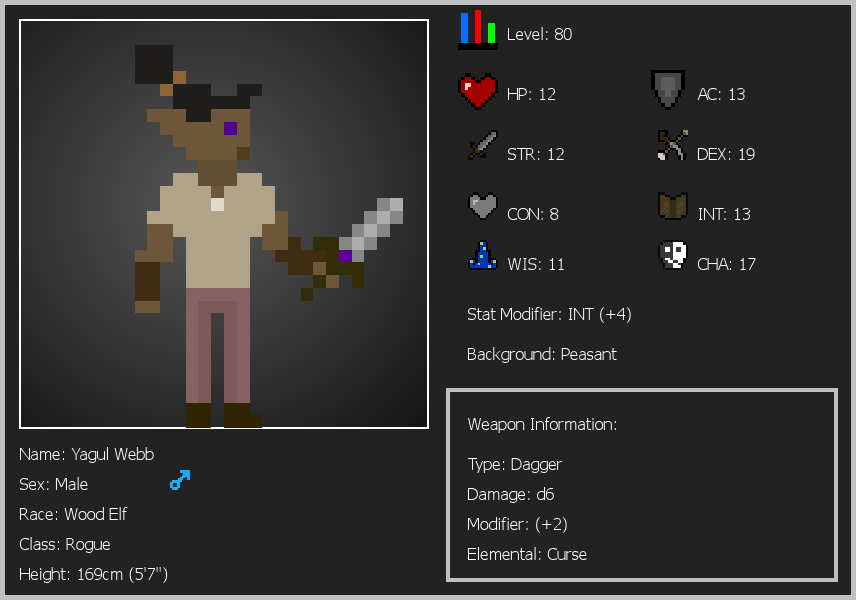 Level: 80
HP: 12
AC: 13
STR: 12
DEX: 19
CON: 8
INT: 13
WIS: 11
CHA: 17
Stat Modifier: INT (+4)
Background: Peasant
Weapon Information:
Type: Dagger
Damage: d6
Modifier: (+2)
Elemental: Curse
Name: Yagul Webb
Sex: Male
Race: Wood Elf
Class: Rogue
Height: 169cm (5'7")